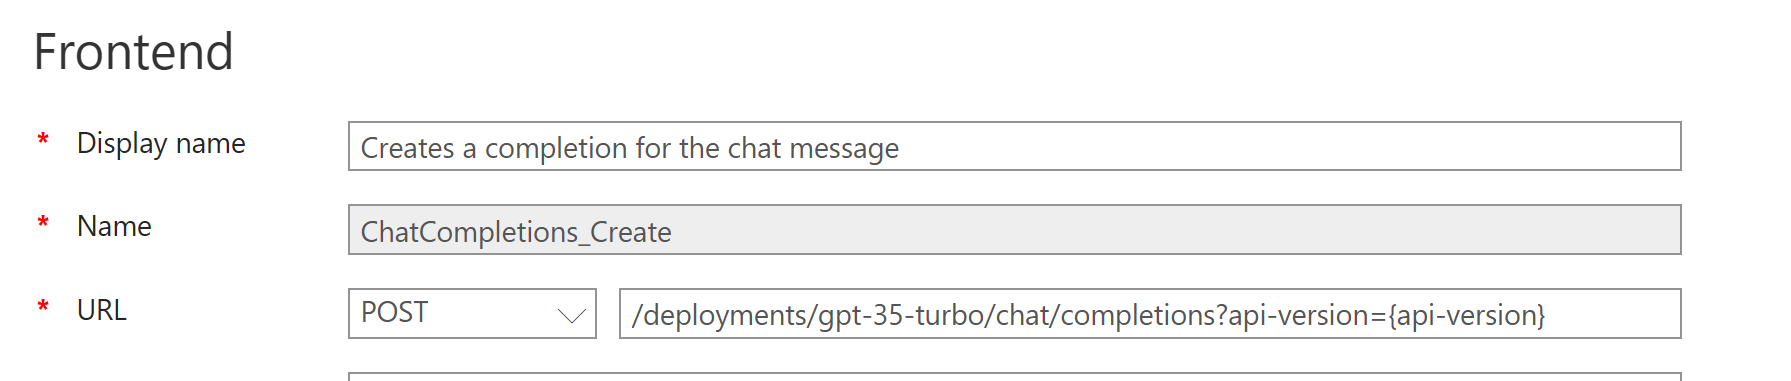 Frontend
* Display name
Creates a completion for the chat message
* Name
ChatCompletions_Create
* URL
POST
/deployments/gpt-35-turbo/chat/completions?api-version={api-version}